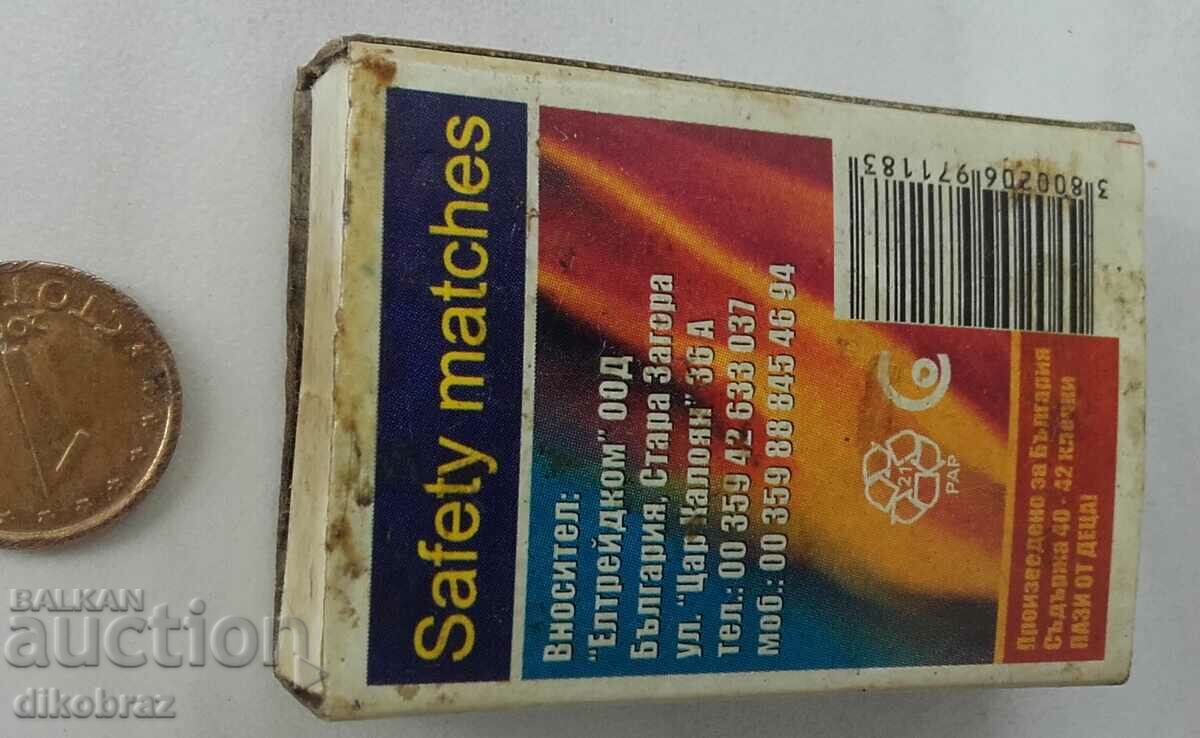 Safety matches
Вносител:
"Елтрейдком" ООД
България, Стара Загора
ул. "Цар Калоян" 36 А
тел.: 00 359 42 633 037
моб.: 00 359 88 845 46 94
3 800206 971183
21
PAP
Произведено за България
Съдържа 40 - 42 клечки
ПАЗИ ОТ ДЕЦА!
BALKAN
auction
dikobraz